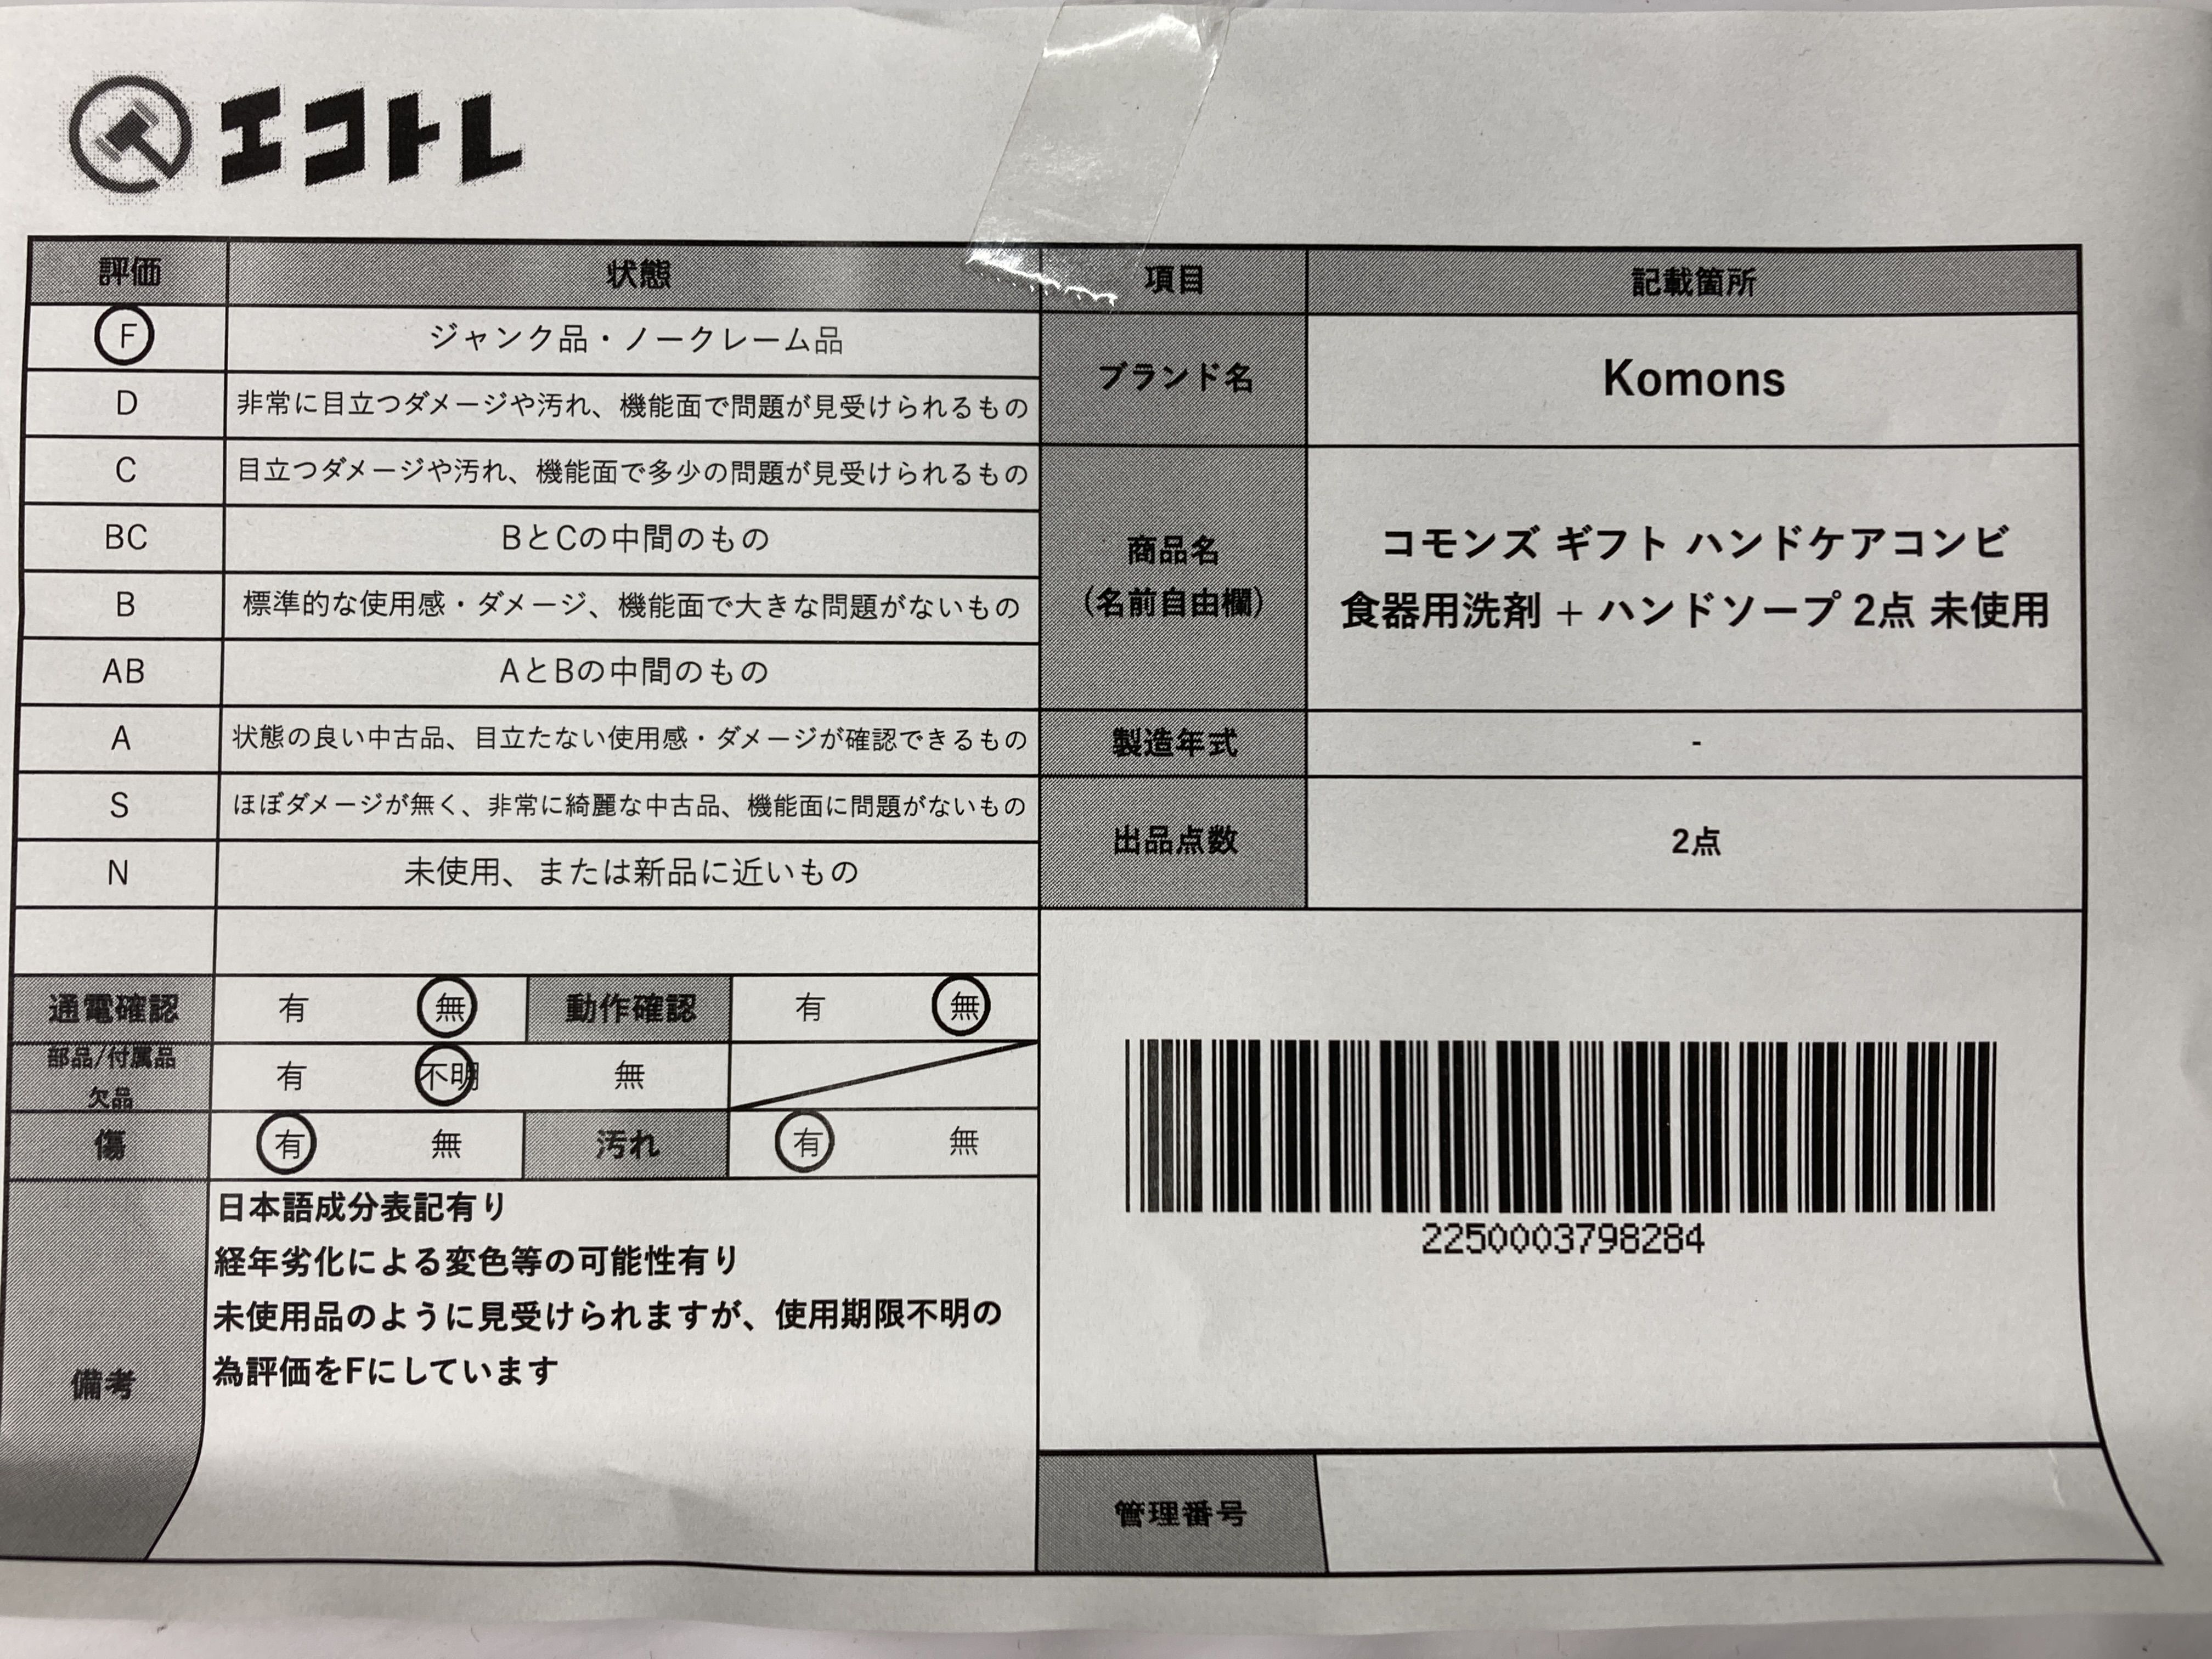 エコトレ
評価 状態
F ジャンク品・ノークレーム品
D 非常に目立つダメージや汚れ、機能面で問題が見受けられるもの
C 目立つダメージや汚れ、機能面で多少の問題が見受けられるもの
BC BとCの中間のもの
B 標準的な使用感・ダメージ、機能面で大きな問題がないもの
AB AとBの中間のもの
A 状態の良い中古品、目立たない使用感・ダメージが確認できるもの
S ほぼダメージが無く、非常に綺麗な中古品、機能面に問題がないもの
N 未使用、または新品に近いもの
通電確認 有 無 動作確認 有 無
部品/付属品
欠品 有 不明 無
傷 有 無 汚れ 有 無
備考
日本語成分表記有り
経年劣化による変色等の可能性有り
未使用品のように見受けられますが、使用期限不明の
為評価をFにしています
項目 記載箇所
ブランド名 Komons
商品名
(名前自由欄)
コモンズ ギフト ハンドケアコンビ
食器用洗剤 + ハンドソープ 2点 未使用
製造年式 -
出品点数 2点
2250003798284
管理番号